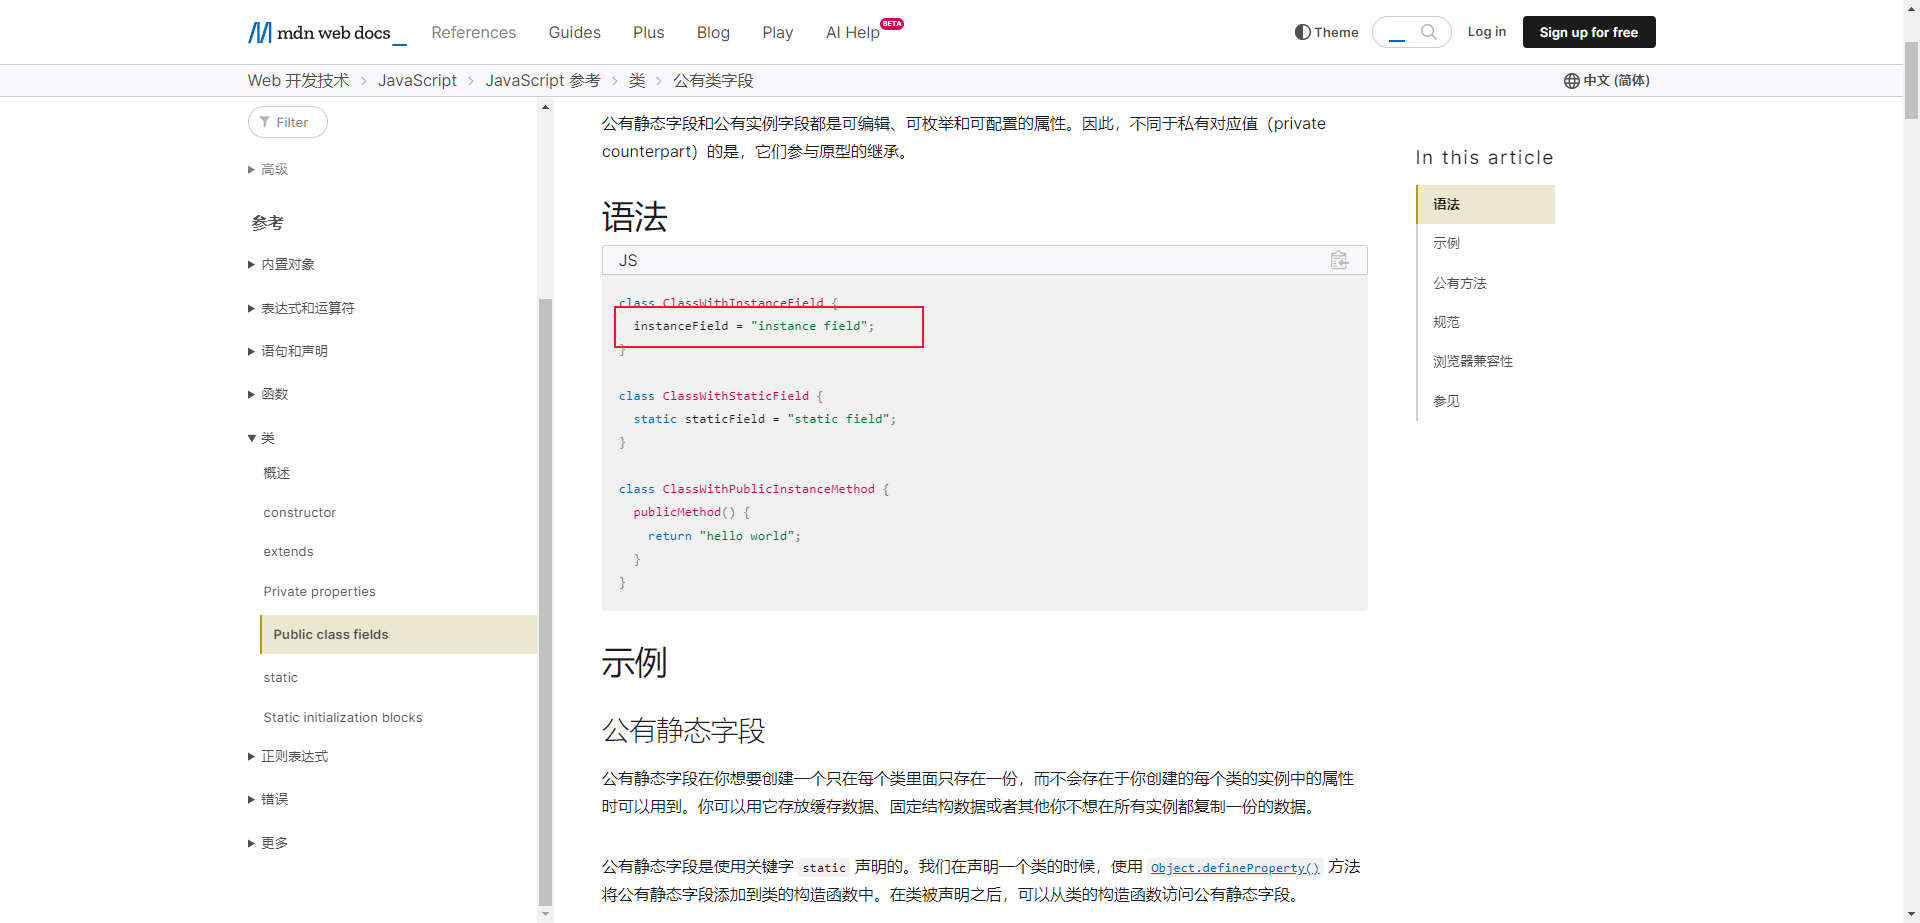 mdn web docs_ References Guides Plus Blog Play AI Help BETA Theme Log in Sign up for free
Web 开发技术 JavaScript JavaScript 参考 类 公有类字段 中文 (简体)
Filter
高级
参考
内置对象
表达式和运算符
语句和声明
函数
类
概述
constructor
extends
Private properties
Public class fields
static
Static initialization blocks
正则表达式
错误
更多
公有静态字段和公有实例字段都是可编辑、可枚举和可配置的属性。因此，不同于私有对应值（private
counterpart）的是，它们参与原型的继承。
语法
JS
class ClassWithInstanceField {
instanceField = "instance field";
}
class ClassWithStaticField {
static staticField = "static field";
}
class ClassWithPublicInstanceMethod {
publicMethod() {
return "hello world";
}
}
示例
公有静态字段
公有静态字段在你想要创建一个只在每个类里面只存在一份，而不会存在于你创建的每个类的实例中的属性
时可以用到。你可以用它存放缓存数据、固定结构数据或者其他你不想在所有实例都复制一份的数据。
公有静态字段是使用关键字 static 声明的。我们在声明一个类的时候，使用 Object.defineProperty() 方法
将公有静态字段添加到类的构造函数中。在类被声明之后，可以从类的构造函数访问公有静态字段。
In this article
语法
示例
公有方法
规范
浏览器兼容性
参见